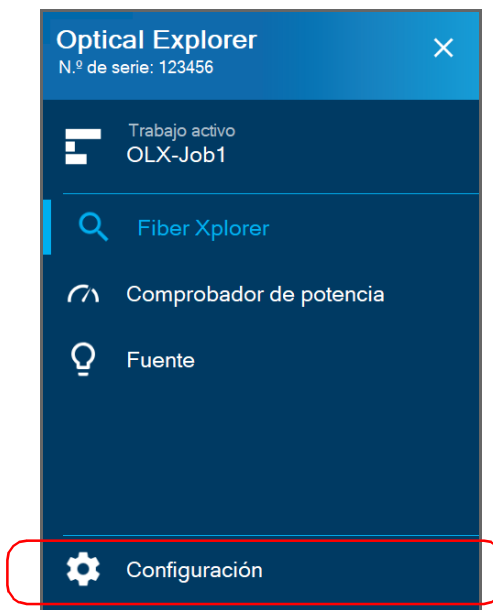 Optical Explorer
N.º de serie: 123456
Trabajo activo
OLX-Job1
Fiber Xplorer
Comprobador de potencia
Fuente
Configuración